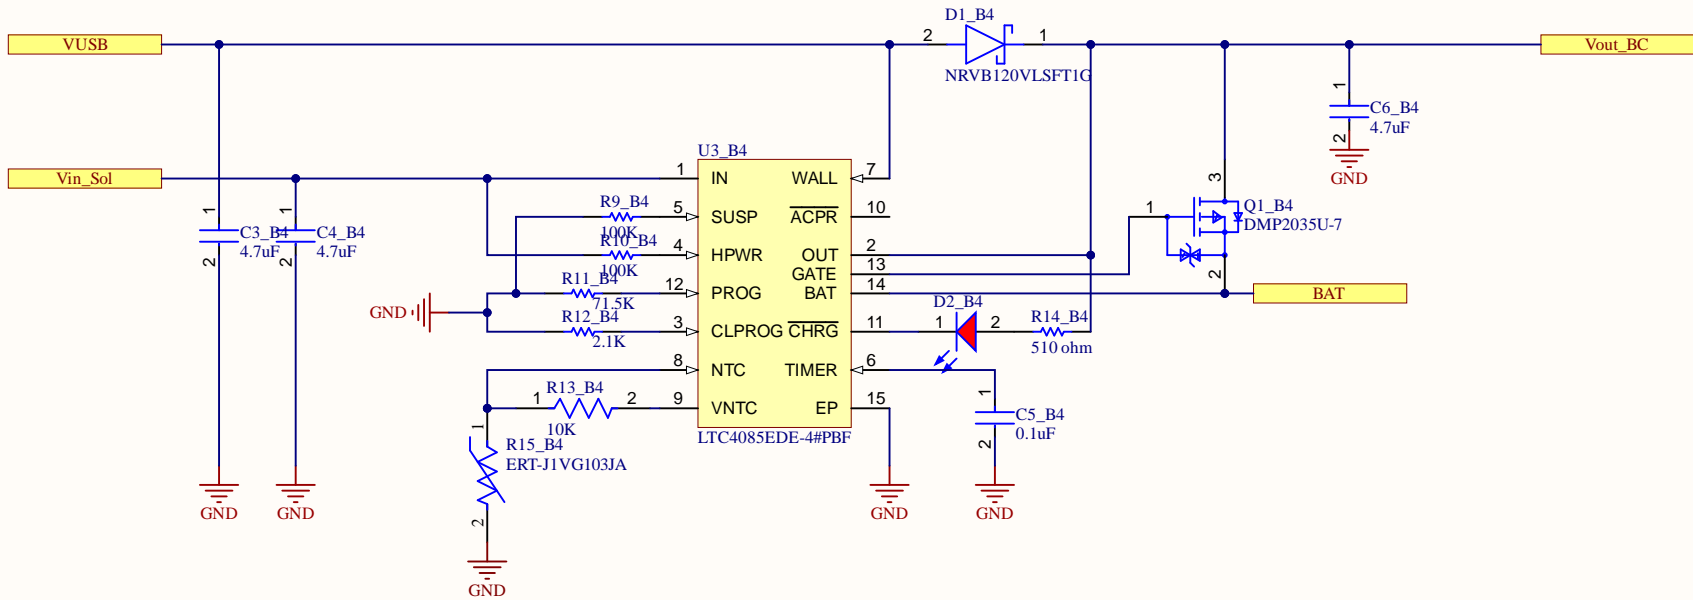 D1_B4
VUSB
2
1
Vout_BC
NRVB120VLSFT1G
1
C6_B4
4.7uF
2
GND
U3_B4
Vin_Sol
1
IN
WALL
7
3
R9_B4
5
SUSP
ACPR
10
1
Q1_B4
DMP2035U-7
100K
1
C3_B4
4.7uF
2
1
C4_B4
4.7uF
2
R10_B4
4
HPWR
OUT
2
100K
GATE
13
2
R11_B4
12
PROG
BAT
14
BAT
71.5K
GND
R12_B4
3
CLPROG
CHRG
11
D2_B4
1
2
R14_B4
510 ohm
2.1K
8
NTC
TIMER
6
R13_B4
1
2
9
VNTC
EP
15
1
C5_B4
0.1uF
2
10K
LTC4085EDE-4#PBF
1
R15_B4
ERT-J1VG103JA
2
GND
GND
GND
GND
GND